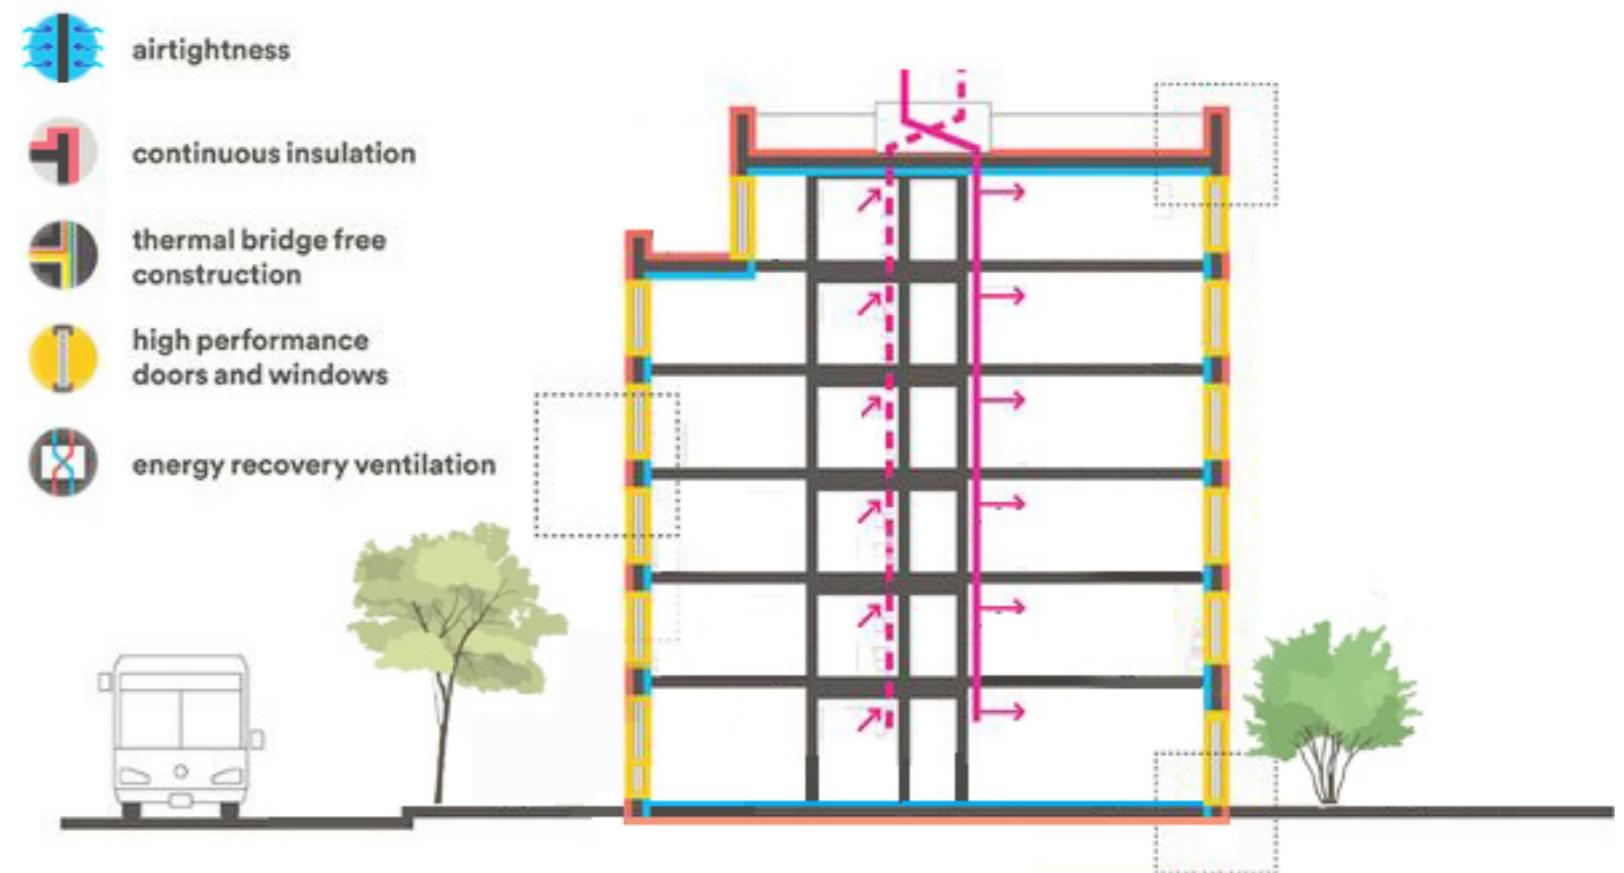 airtightness
continuous insulation
thermal bridge free
construction
high performance
doors and windows
energy recovery ventilation